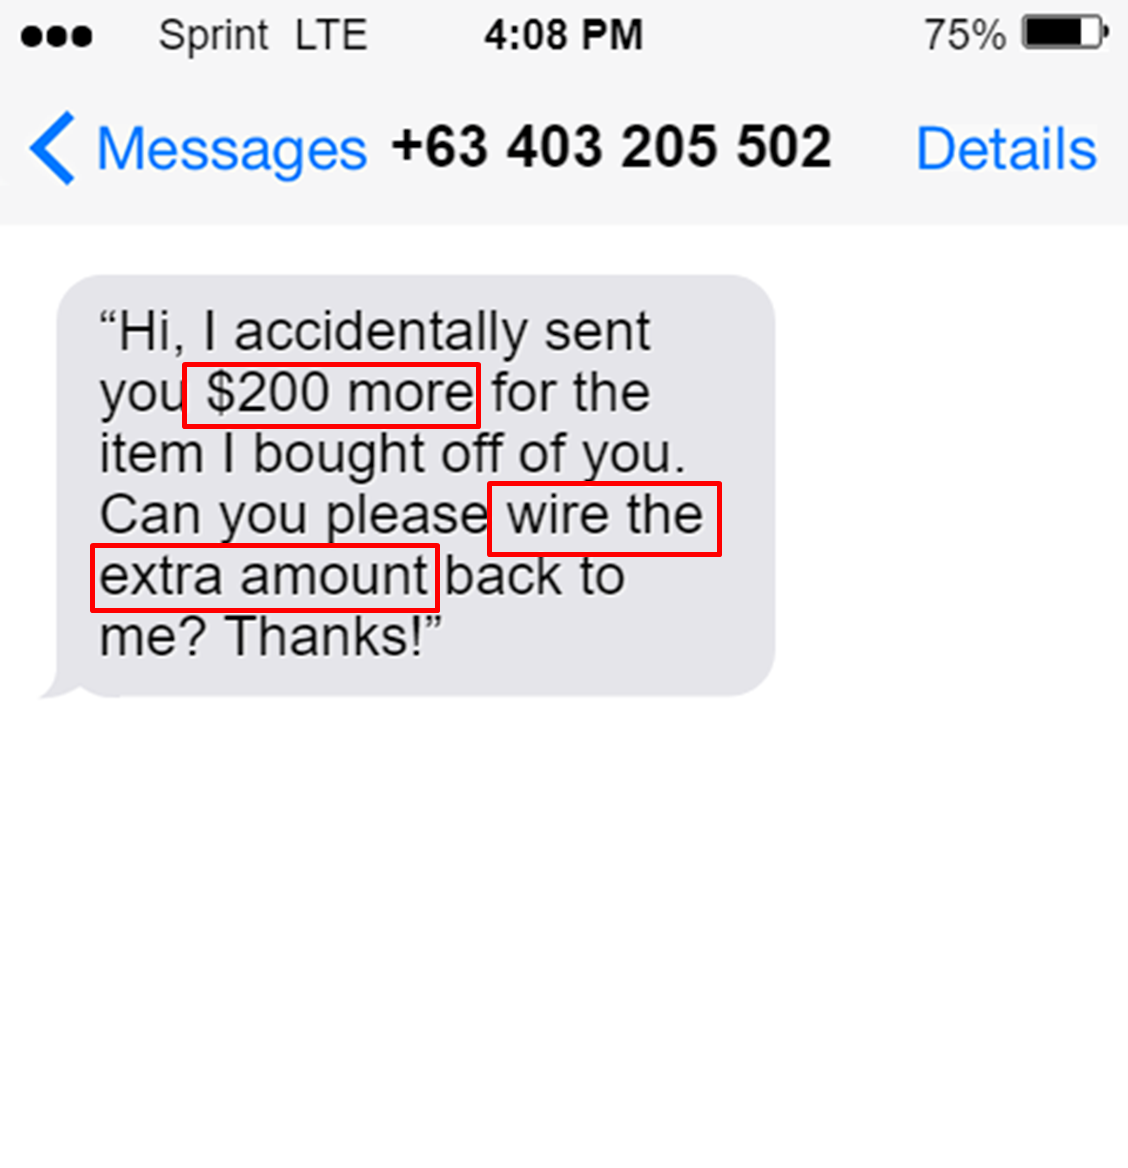 Sprint LTE 4:08 PM 75%
Messages +63 403 205 502 Details
“Hi, I accidentally sent
you $200 more for the
item I bought off of you.
Can you please wire the
extra amount back to
me? Thanks!”